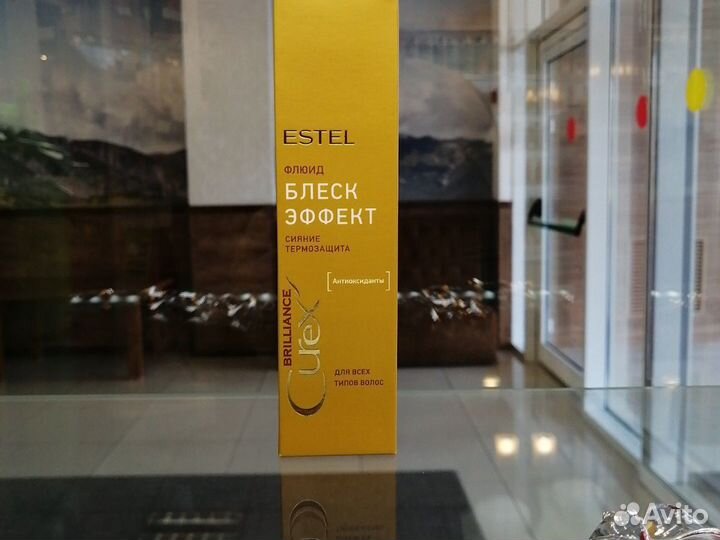 ESTEL
ФЛЮИД
БЛЕСК
ЭФФЕКТ
СИЯНИЕ
ТЕРМОЗАЩИТА
[Антиоксиданты]
BRILLIANCE
Curex
ДЛЯ ВСЕХ
ТИПОВ ВОЛОС
Avito